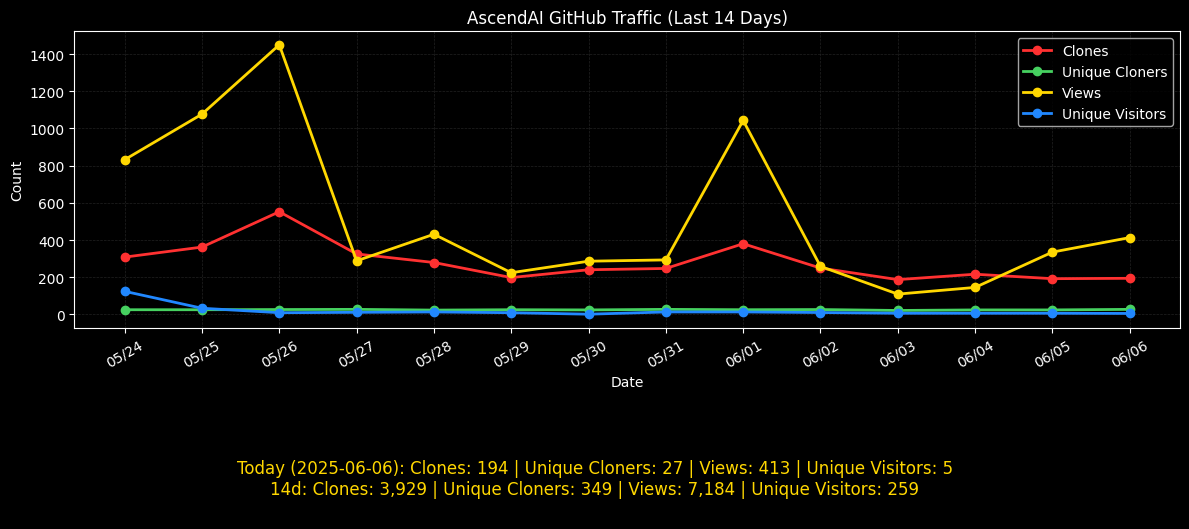 AscendAI GitHub Traffic (Last 14 Days)
Clones
Unique Cloners
Views
Unique Visitors
Count
1400
1200
1000
800
600
400
200
0
05/24
05/25
05/26
05/27
05/28
05/29
05/30
05/31
06/01
06/02
06/03
06/04
06/05
06/06
Date
Today (2025-06-06): Clones: 194 | Unique Cloners: 27 | Views: 413 | Unique Visitors: 5
14d: Clones: 3,929 | Unique Cloners: 349 | Views: 7,184 | Unique Visitors: 259